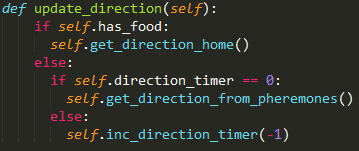 def update_direction(self):
    if self.has_food:
      self.get_direction_home()
    else:
      if self.direction_timer == 0:
        self.get_direction_from_pheremones()
      else:
        self.inc_direction_timer(-1)